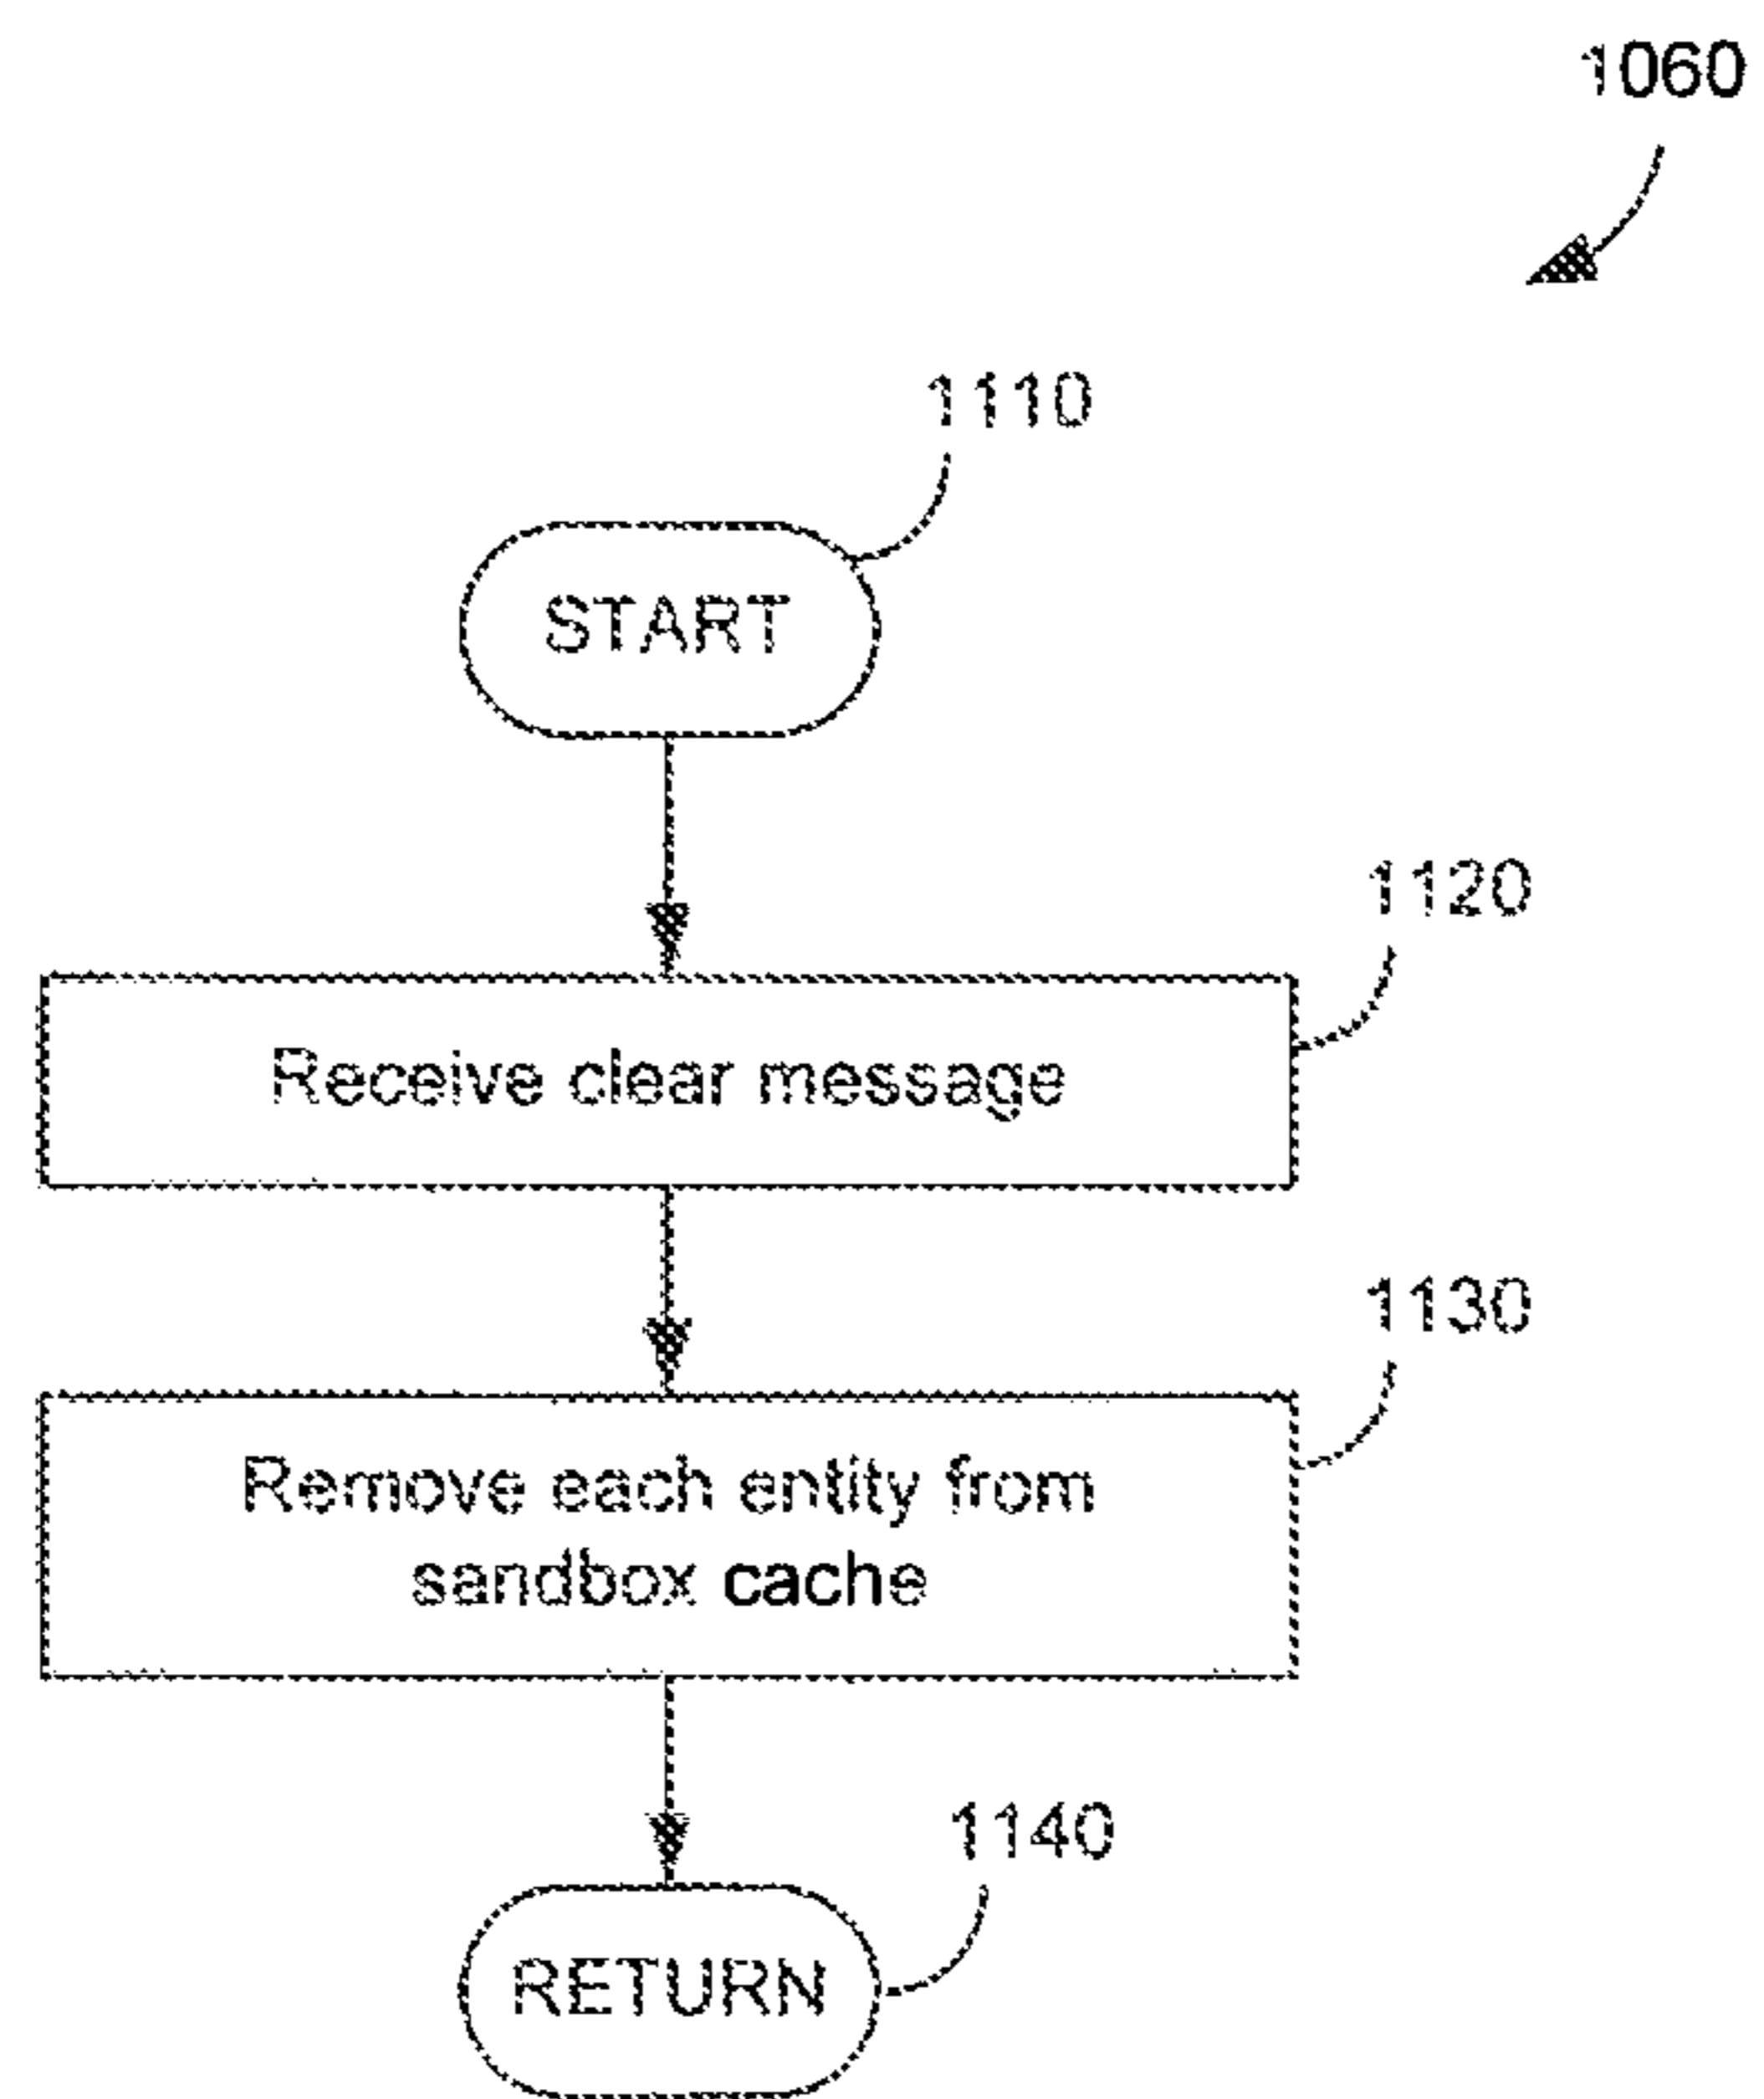 1060
1110
START
1120
Receive clear message
1130
Remove each entity from
sandbox cache
1140
RETURN